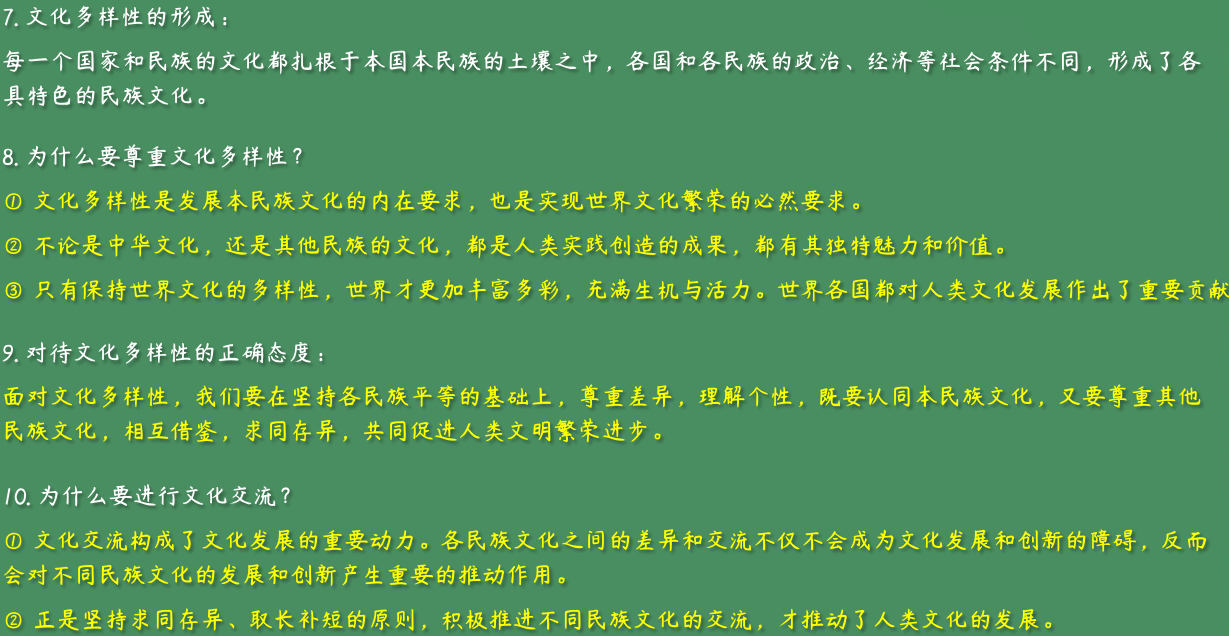 7. 文化多样性的形成：
每一个国家和民族的文化都扎根于本国本民族的土壤之中，各国和各民族的政治、经济等社会条件不同，形成了各
具特色的民族文化。
8. 为什么要尊重文化多样性？
① 文化多样性是发展本民族文化的内在要求，也是实现世界文化繁荣的必然要求。
② 不论是中华文化，还是其他民族的文化，都是人类实践创造的成果，都有其独特魅力和价值。
③ 只有保持世界文化的多样性，世界才更加丰富多彩，充满生机与活力。世界各国都对人类文化发展作出了重要贡献
9. 对待文化多样性的正确态度：
面对文化多样性，我们要在坚持各民族平等的基础上，尊重差异，理解个性，既要认同本民族文化，又要尊重其他
民族文化，相互借鉴，求同存异，共同促进人类文明繁荣进步。
10. 为什么要进行文化交流？
① 文化交流构成了文化发展的重要动力。各民族文化之间的差异和交流不仅不会成为文化发展和创新的障碍，反而
会对不同民族文化的发展和创新产生重要的推动作用。
② 正是坚持求同存异、取长补短的原则，积极推进不同民族文化的交流，才推动了人类文化的发展。